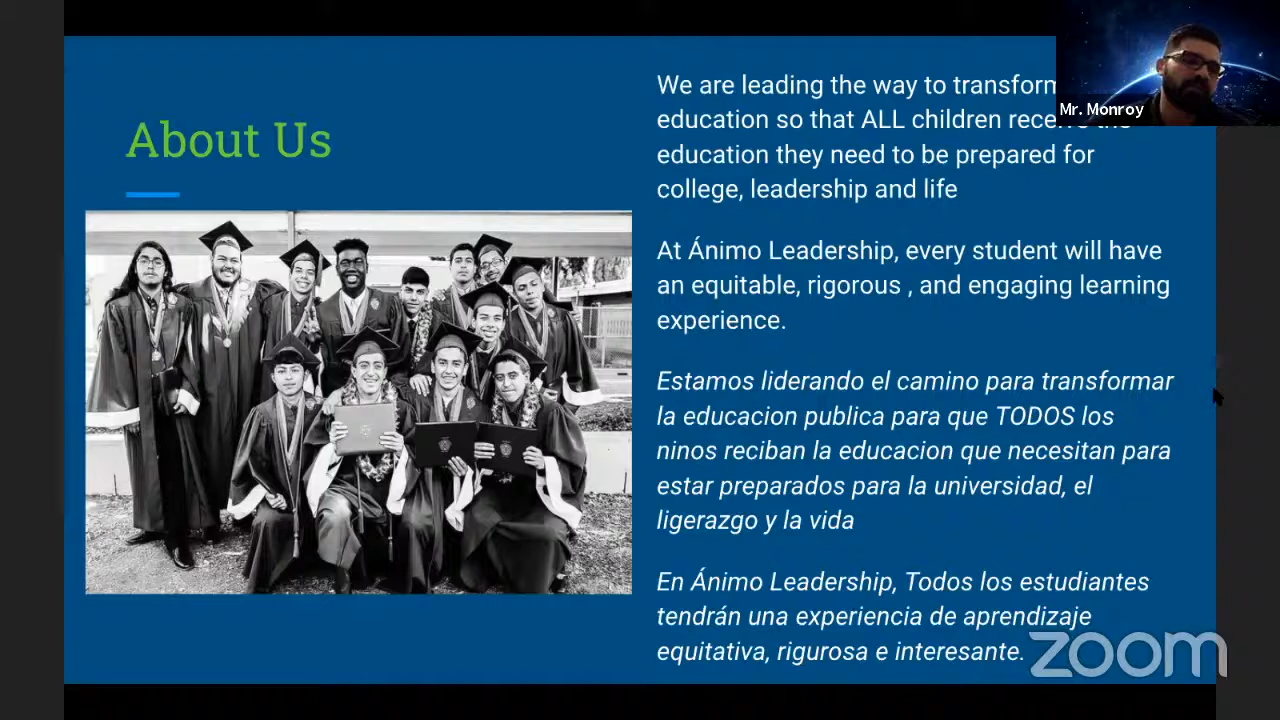 About Us
We are leading the way to transform
education so that ALL children receive the
education they need to be prepared for
college, leadership and life
At Ánimo Leadership, every student will have
an equitable, rigorous , and engaging learning
experience.
Estamos liderando el camino para transformar
la educacion publica para que TODOS los
ninos reciban la educacion que necesitan para
estar preparados para la universidad, el
ligerazgo y la vida
En Ánimo Leadership, Todos los estudiantes
tendrán una experiencia de aprendizaje
equitativa, rigurosa e interesante.
Mr. Monroy
zoom